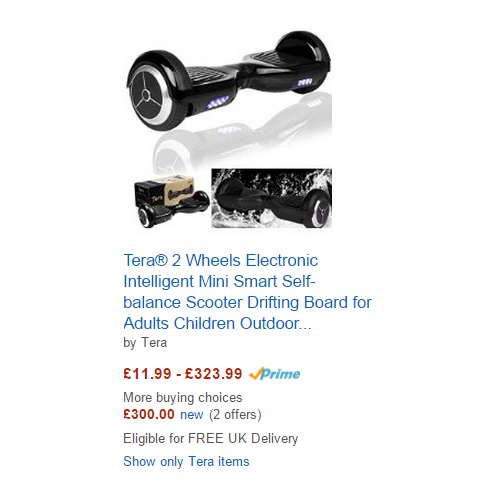 Tera® 2 Wheels Electronic
Intelligent Mini Smart Self-
balance Scooter Drifting Board for
Adults Children Outdoor...
by Tera
£11.99 - £323.99 Prime
More buying choices
£300.00 new (2 offers)
Eligible for FREE UK Delivery
Show only Tera items